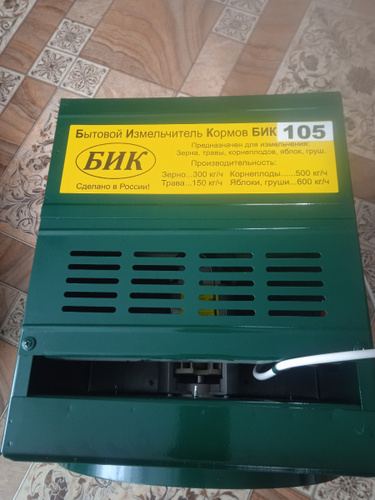 Бытовой Измельчитель Кормов БИК 105
Предназначен для измельчения:
Зерна, травы, корнеплодов, яблок, груш.
БИК
Производительность:
Зерно...300 кг/ч Корнеплоды......500 кг/ч
Сделано в России! Трава...150 кг/ч Яблоки, груши...600 кг/ч